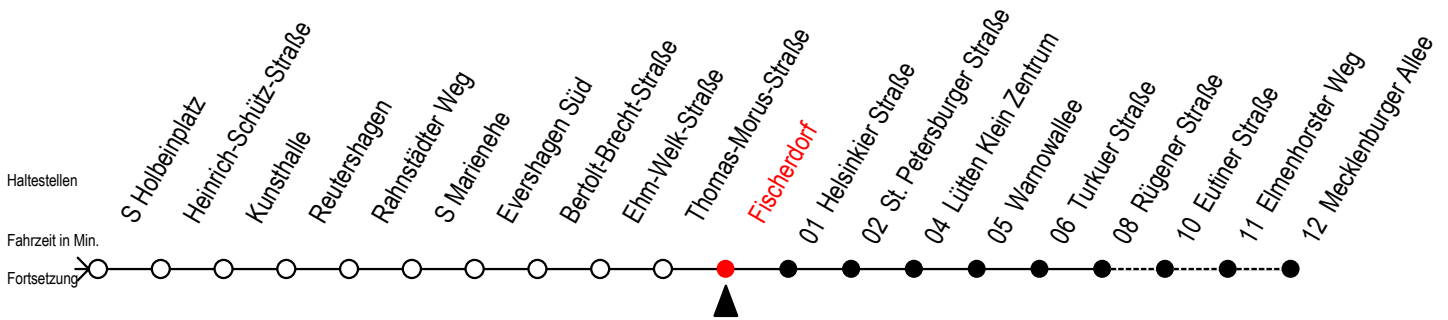 S Holbeinplatz
Heinrich-Schütz-Straße
Kunsthalle
Reutershagen
Rahnstädter Weg
S Marienehe
Evershagen Süd
Bertolt-Brecht-Straße
Ehm-Welk-Straße
Thomas-Morus-Straße
Fischerdorf
01 Helsinkier Straße
02 St. Petersburger Straße
04 Lütten Klein Zentrum
05 Warnowallee
06 Turkuer Straße
08 Rügener Straße
10 Eutiner Straße
11 Elmenhorster Weg
12 Mecklenburger Allee
Haltestellen
Fahrzeit in Min.
Fortsetzung